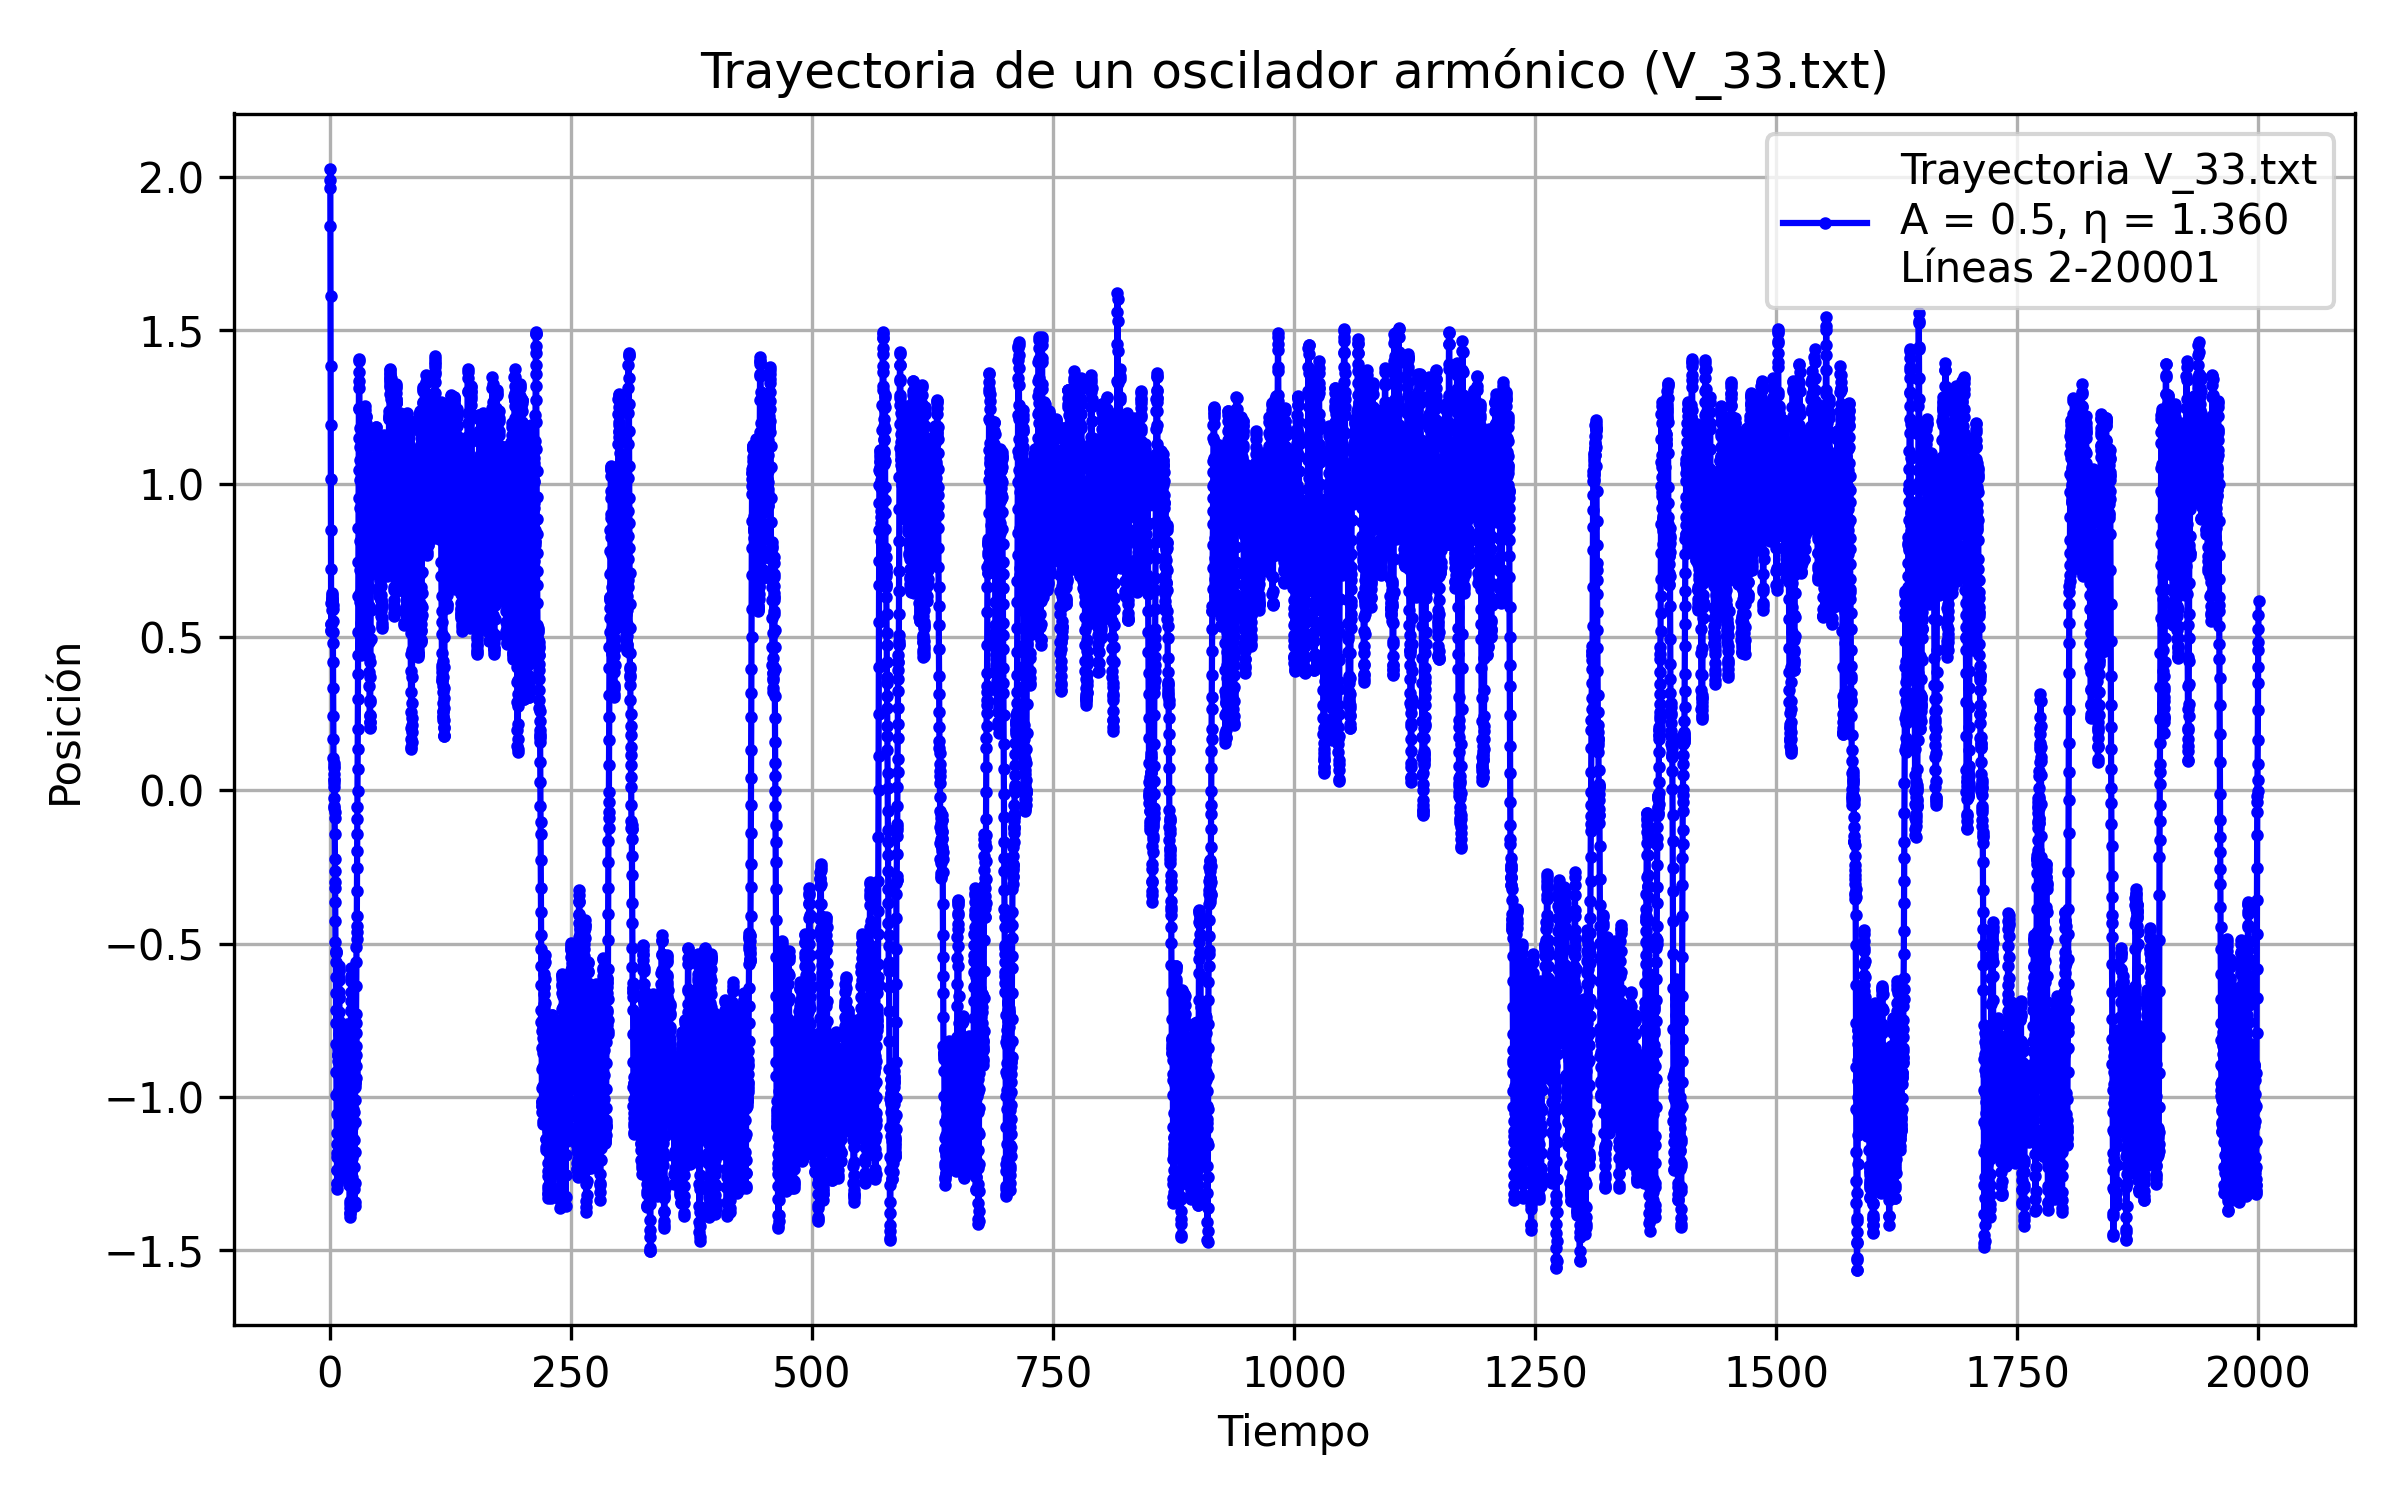 Trayectoria de un oscilador armónico (V_33.txt)
Trayectoria V_33.txt
A = 0.5, η = 1.360
Líneas 2-20001
2.0
1.5
1.0
0.5
0.0
−0.5
−1.0
−1.5
Posición
0
250
500
750
1000
1250
1500
1750
2000
Tiempo